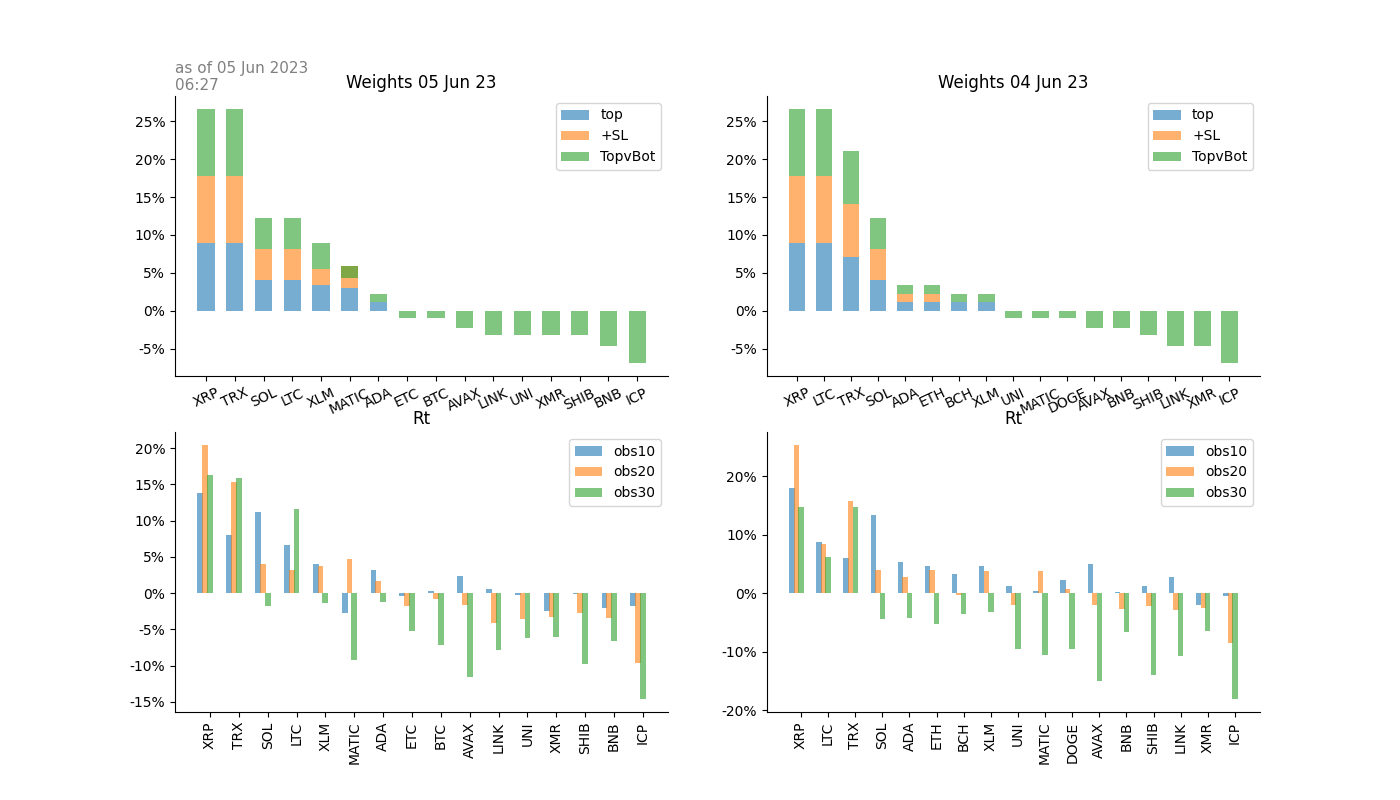 as of 05 Jun 2023
06:27
Weights 05 Jun 23
25%
20%
15%
10%
5%
0%
-5%
top
+SL
TopvBot
XRP TRX SOL LTC XLM MATIC ADA ETC BTC AVAX LINK UNI XMR SHIB BNB ICP
Weights 04 Jun 23
25%
20%
15%
10%
5%
0%
-5%
top
+SL
TopvBot
XRP LTC TRX SOL ADA ETH BCH XLM UNI MATIC DOGE AVAX BNB SHIB LINK XMR ICP
Rt
20%
15%
10%
5%
0%
-5%
-10%
-15%
obs10
obs20
obs30
XRP TRX SOL LTC XLM MATIC ADA ETC BTC AVAX LINK UNI XMR SHIB BNB ICP
Rt
20%
10%
0%
-10%
-20%
obs10
obs20
obs30
XRP LTC TRX SOL ADA ETH BCH XLM UNI MATIC DOGE AVAX BNB SHIB LINK XMR ICP